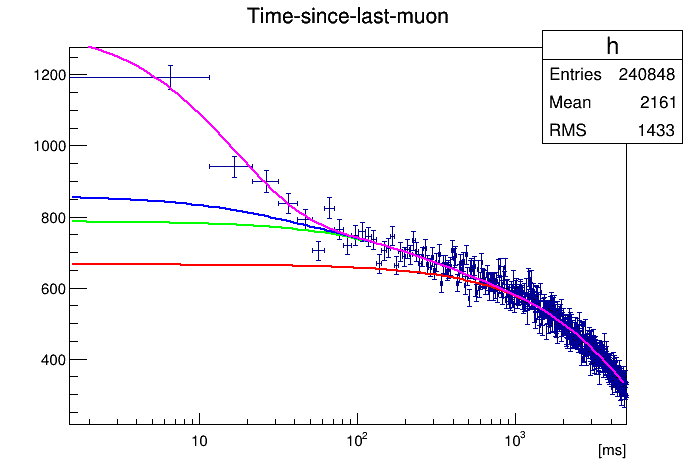 Time-since-last-muon
h
Entries 240848
Mean 2161
RMS 1433
1200
1000
800
600
400
10 10² 10³
[ms]